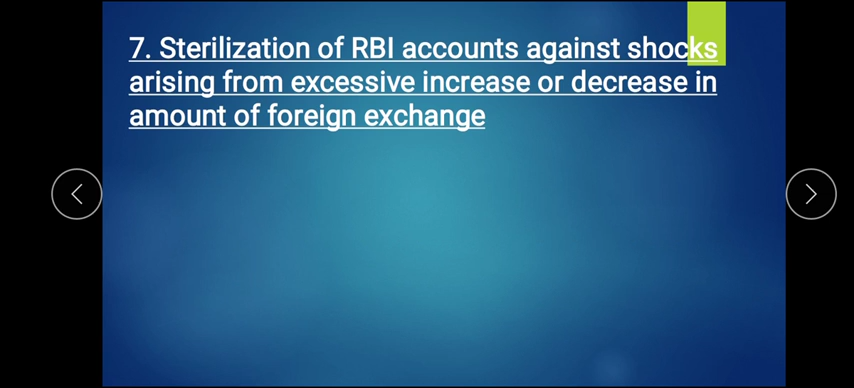 7. Sterilization of RBI accounts against shocks
arising from excessive increase or decrease in
amount of foreign exchange